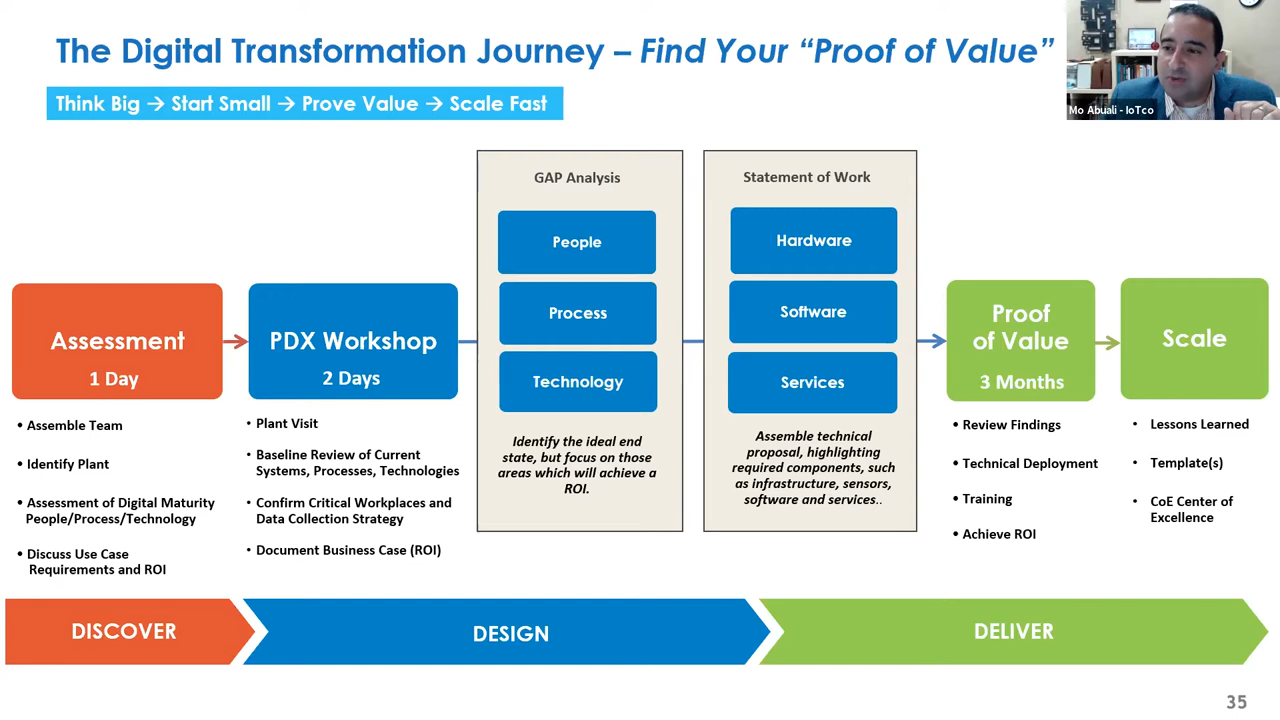 The Digital Transformation Journey – Find Your “Proof of Value”
Think Big → Start Small → Prove Value → Scale Fast
Mo Abuali - IoTco
Assessment
1 Day
• Assemble Team
• Identify Plant
• Assessment of Digital Maturity
People/Process/Technology
• Discuss Use Case
Requirements and ROI
PDX Workshop
2 Days
• Plant Visit
• Baseline Review of Current
Systems, Processes, Technologies
• Confirm Critical Workplaces and
Data Collection Strategy
• Document Business Case (ROI)
GAP Analysis
People
Process
Technology
Identify the ideal end
state, but focus on those
areas which will achieve a
ROI.
Statement of Work
Hardware
Software
Services
Assemble technical
proposal, highlighting
required components, such
as infrastructure, sensors,
software and services..
Proof
of Value
3 Months
• Review Findings
• Technical Deployment
• Training
• Achieve ROI
Scale
• Lessons Learned
• Template(s)
• CoE Center of
Excellence
DISCOVER
DESIGN
DELIVER
35